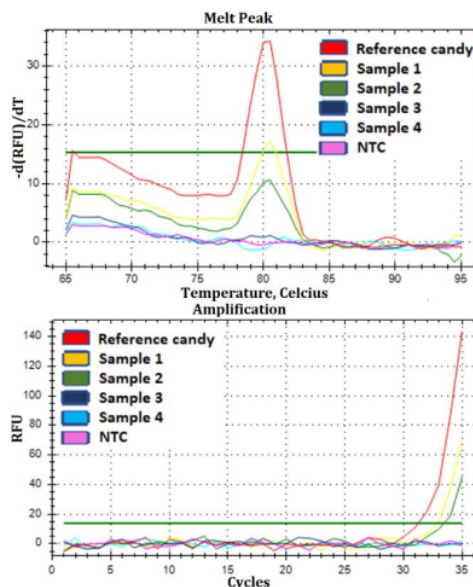 Melt Peak
-d(RFU)/dT
30
20
10
0
Reference candy
Sample 1
Sample 2
Sample 3
Sample 4
NTC
65 70 75 80 85 90 95
Temperature, Celcius
Amplification
RFU
140
120
100
80
60
40
20
0
Reference candy
Sample 1
Sample 2
Sample 3
Sample 4
NTC
0 5 10 15 20 25 30 35
Cycles